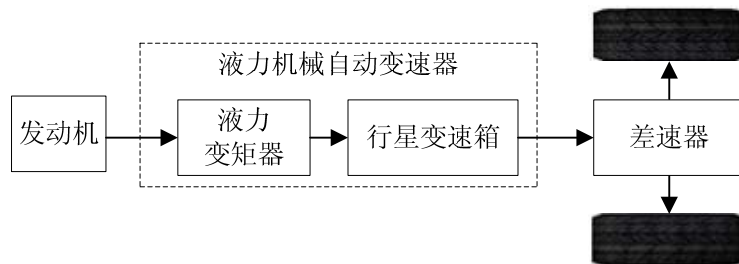 液力机械自动变速器
发动机
液力
变矩器
行星变速箱
差速器